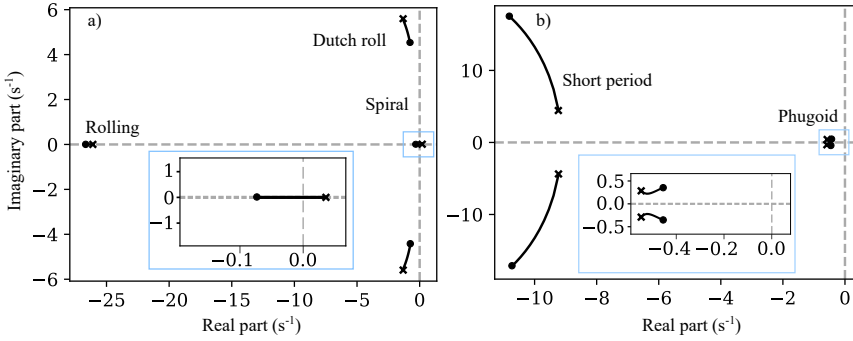 a)
6
4
2
0
−2
−4
−6
Imaginary part (s⁻¹)
Dutch roll
Spiral
Rolling
1
0
−1
−0.1 0.0
−25 −20 −15 −10 −5 0
Real part (s⁻¹)
b)
10
0
−10
Short period
Phugoid
0.5
0.0
−0.5
−0.4 −0.2 0.0
−10 −8 −6 −4 −2 0
Real part (s⁻¹)